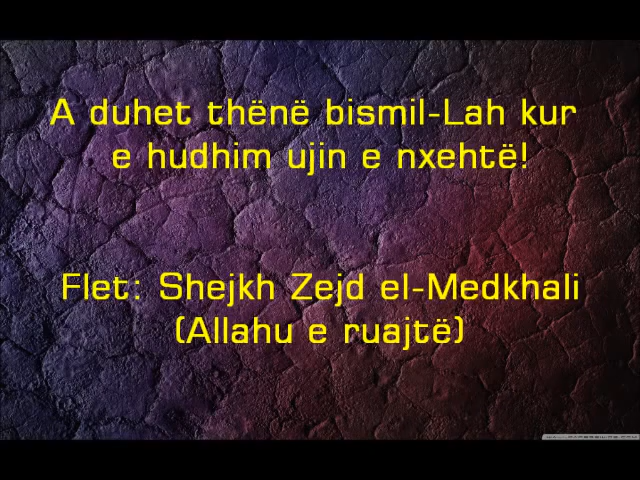 A duhet thënë bismil-Lah kur
e hudhim ujin e nxehtë!
Flet: Shejkh Zejd el-Medkhali
(Allahu e ruajtë)